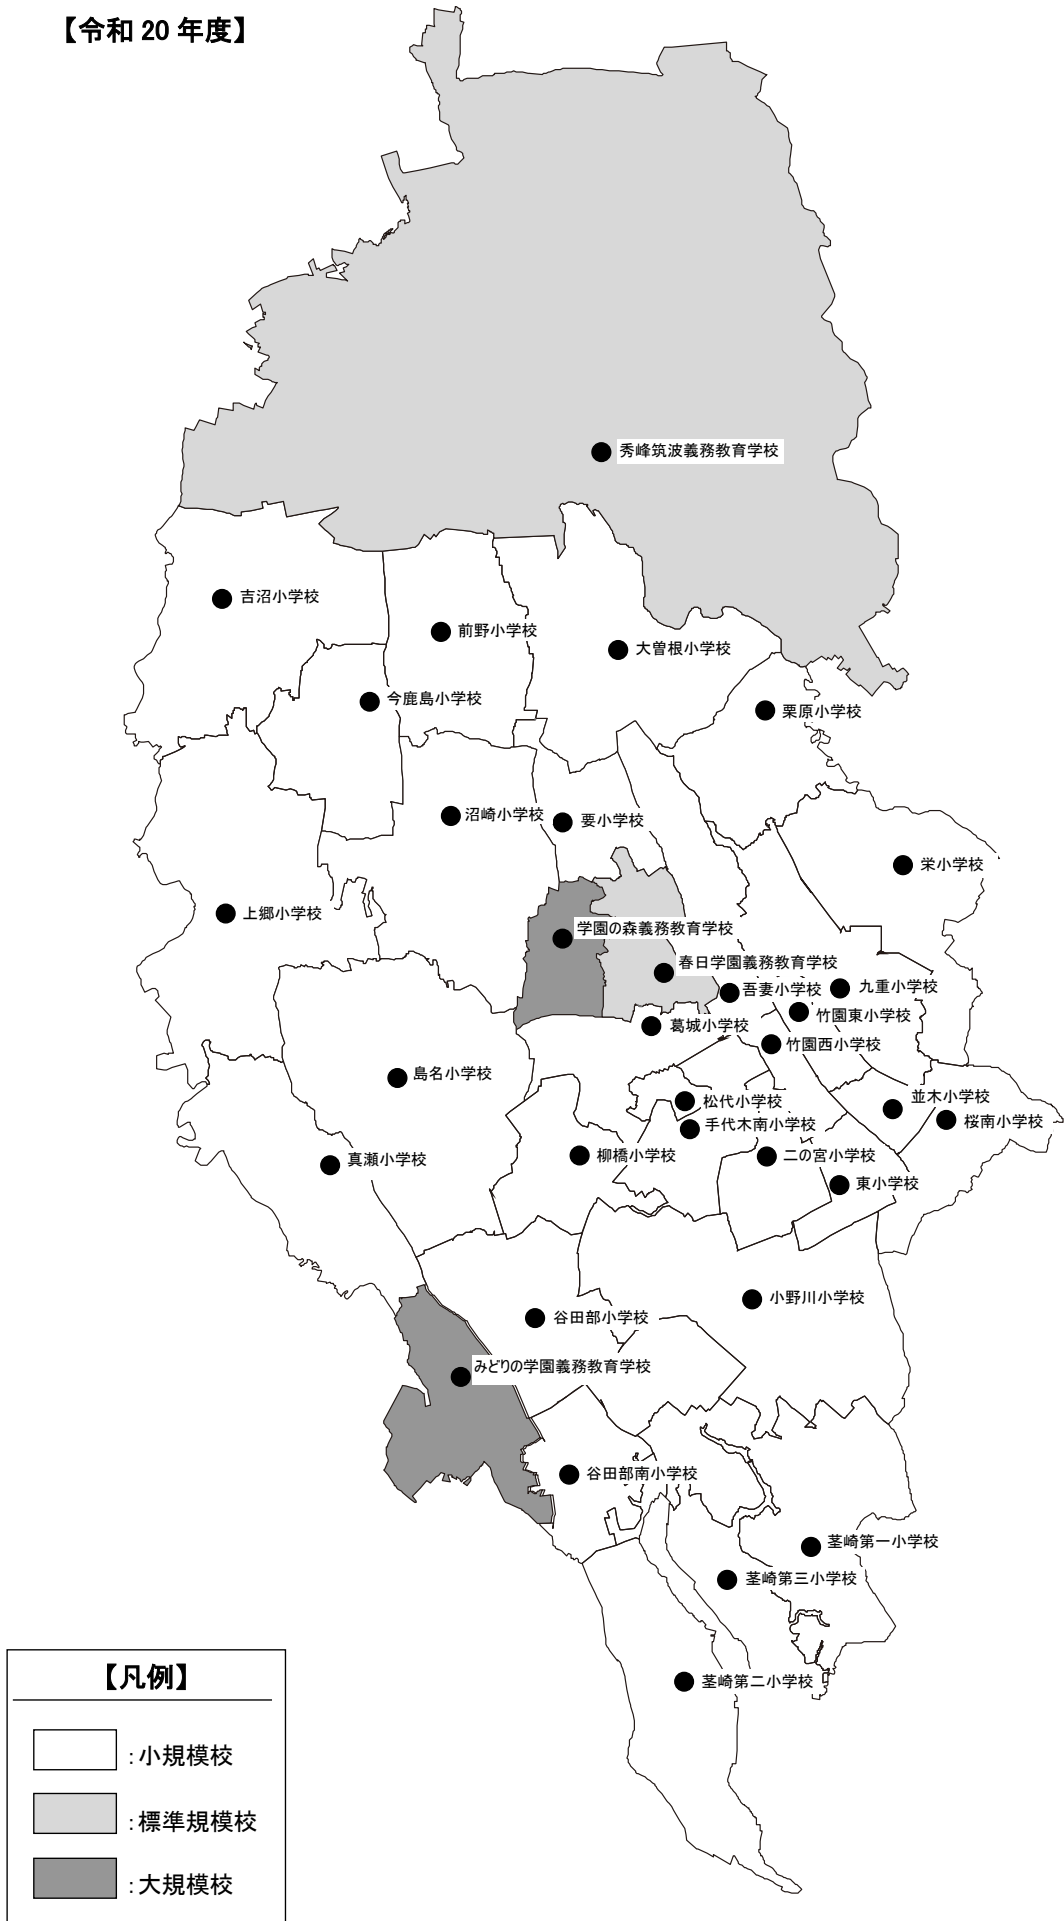 【令和 20 年度】
秀峰筑波義務教育学校
吉沼小学校
前野小学校
大曽根小学校
今鹿島小学校
栗原小学校
沼崎小学校
要小学校
栄小学校
上郷小学校
学園の森義務教育学校
春日学園義務教育学校
吾妻小学校
九重小学校
竹園東小学校
葛城小学校
竹園西小学校
島名小学校
松代小学校
並木小学校
手代木南小学校
桜南小学校
真瀬小学校
柳橋小学校
二の宮小学校
東小学校
小野川小学校
谷田部小学校
みどりの学園義務教育学校
谷田部南小学校
茎崎第一小学校
茎崎第三小学校
茎崎第二小学校
【凡例】
：小規模校
：標準規模校
：大規模校